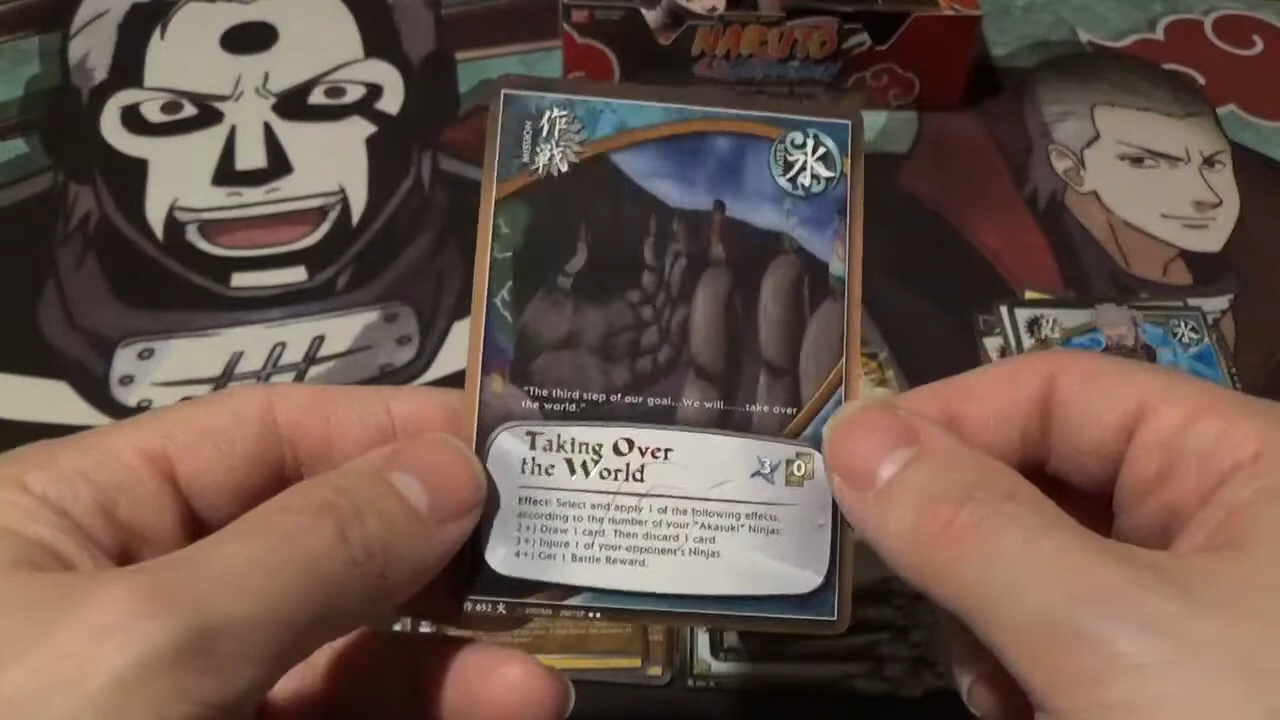 NARUTO
作戦
MISSION
WATER
水
"The third step of our goal...We will......take over
the world."
Taking Over
the World
3 0
Effect: Select and apply 1 of the following effects,
according to the number of your "Akasuki" Ninjas.
2+) Draw 1 card. Then discard 1 card.
3+) Injure 1 of your opponent's Ninjas.
4+) Get 1 Battle Reward.
作 652
水